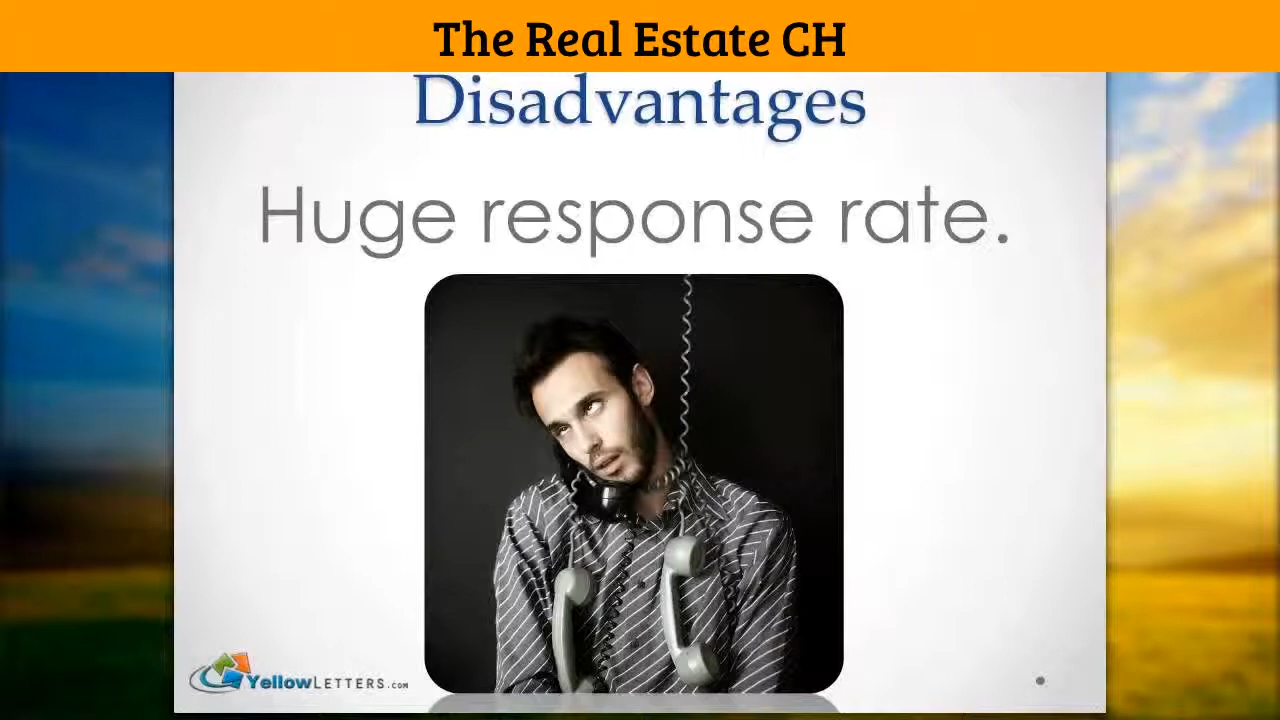 The Real Estate CH
Disadvantages
Huge response rate.
YellowLETTERS.com